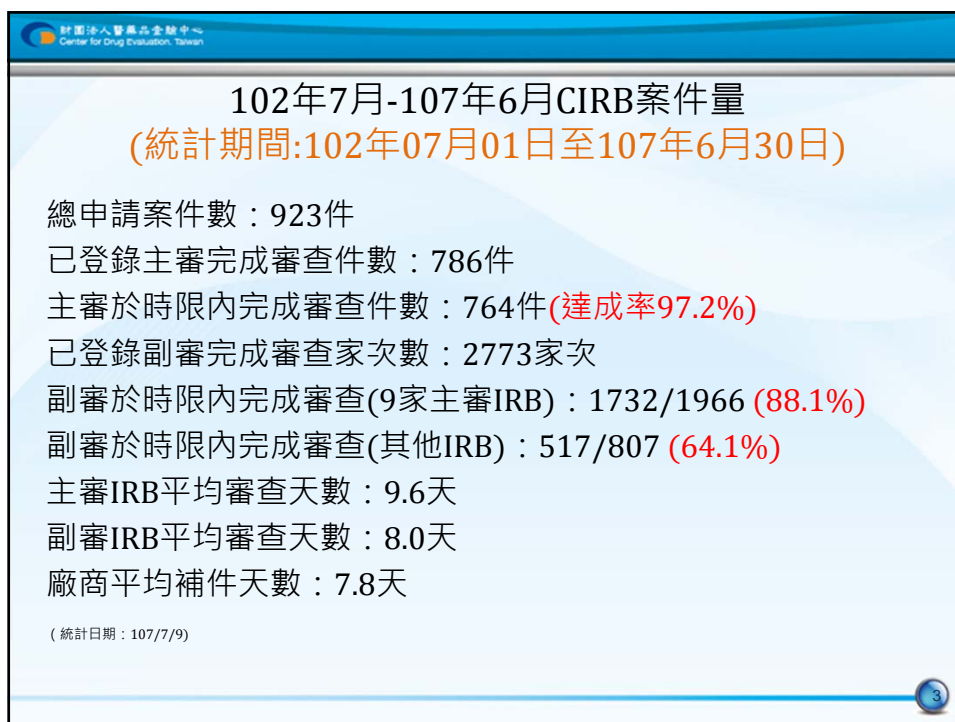 財團法人醫藥品查驗中心
Center for Drug Evaluation, Taiwan
102年7月-107年6月CIRB案件量
(統計期間:102年07月01日至107年6月30日)
總申請案件數：923件
已登錄主審完成審查件數：786件
主審於時限內完成審查件數：764件(達成率97.2%)
已登錄副審完成審查家次數：2773家次
副審於時限內完成審查(9家主審IRB)：1732/1966 (88.1%)
副審於時限內完成審查(其他IRB)：517/807 (64.1%)
主審IRB平均審查天數：9.6天
副審IRB平均審查天數：8.0天
廠商平均補件天數：7.8天
(統計日期：107/7/9)
3